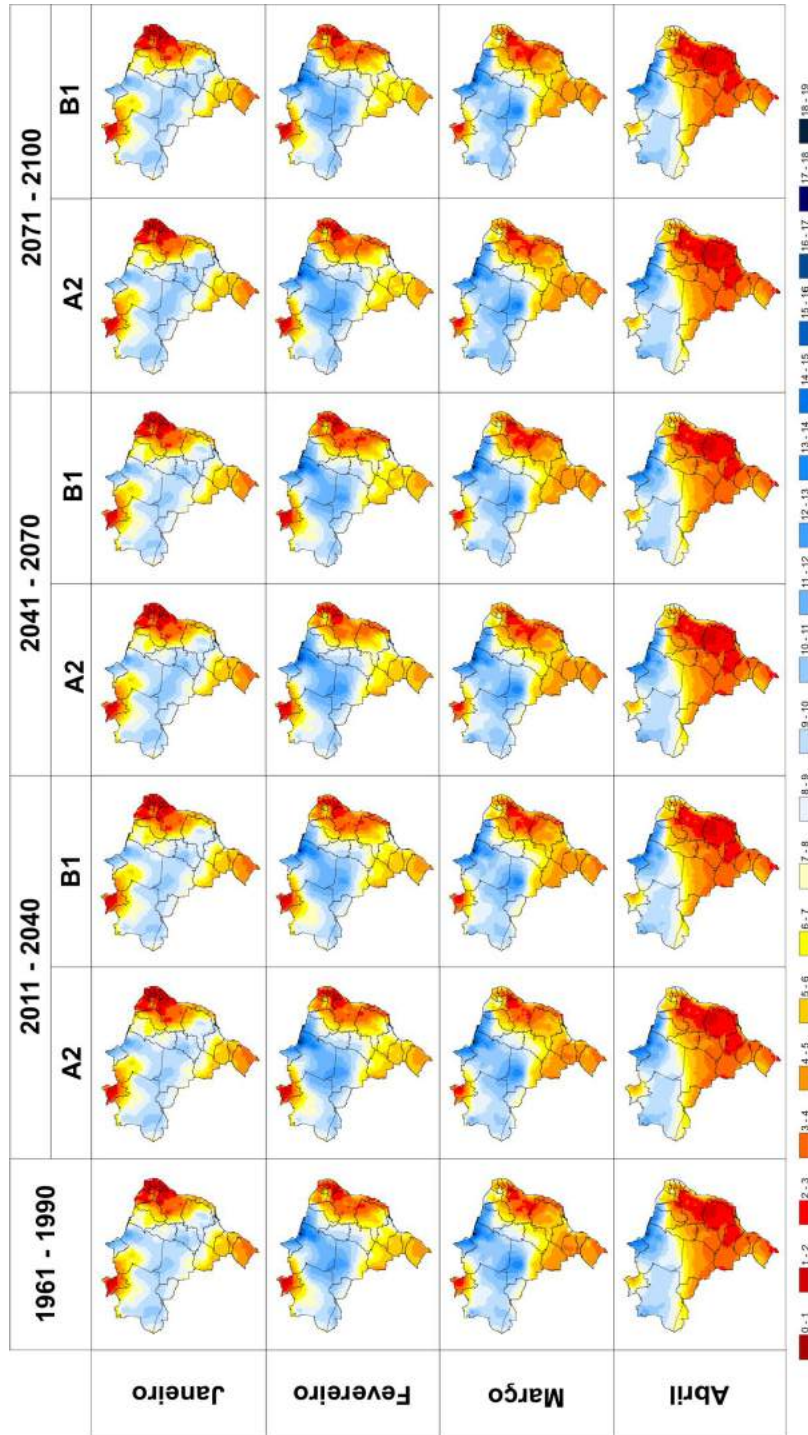 1961 - 1990 2011 - 2040 2041 - 2070 2071 - 2100
A2 B1 A2 B1 A2 B1
Janeiro
Fevereiro
Março
Abril
0 - 1 1 - 2 2 - 3 3 - 4 4 - 5 5 - 6 6 - 7 7 - 8 8 - 9 9 - 10 10 - 11 11 - 12 12 - 13 13 - 14 14 - 15 15 - 16 16 - 17 17 - 18 18 - 19